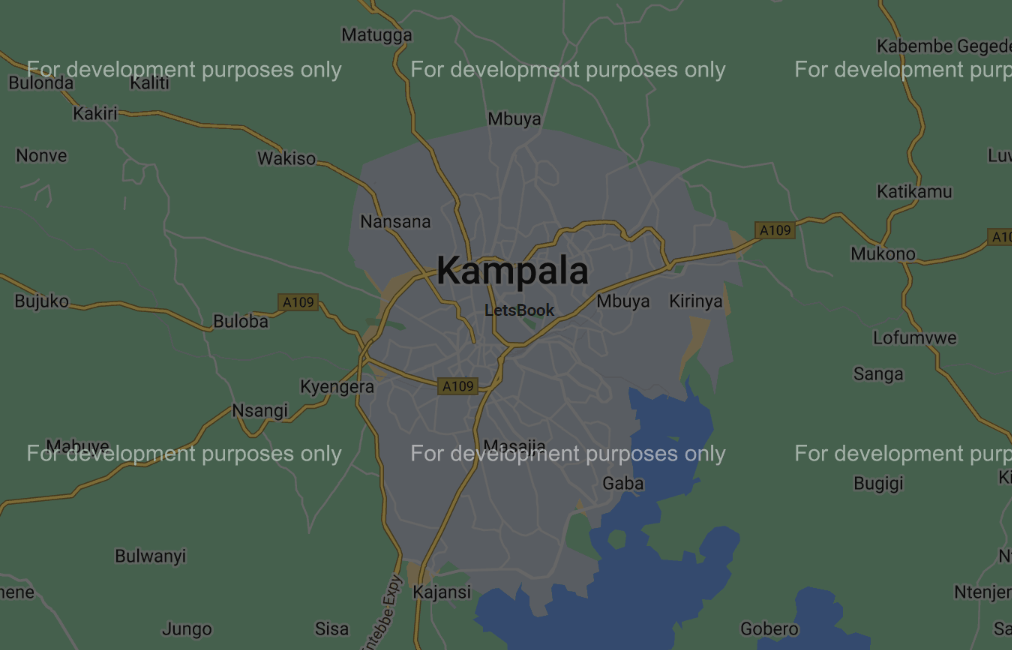 Matugga
Kabembe Gegede
For development purposes only
For development purposes only
For development purp
Bulonda
Kaliti
Kakiri
Mbuya
Nonve
Wakiso
Luw
Katikamu
Nansana
A109
A10
Mukono
Kampala
Bujuko
A109
LetsBook
Mbuya
Kirinya
Buloba
Lofumvwe
Sanga
Kyengera
A109
Nsangi
Mabuye
Masajja
For development purposes only
For development purposes only
For development purp
Gaba
Bugigi
Ki
Bulwanyi
nene
Kajansi
Ntenjer
Entebbe Expy
Jungo
Sisa
Gobero
Sa